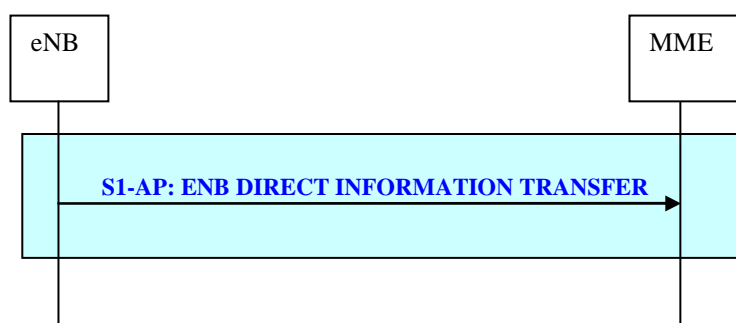 eNB
MME
S1-AP: ENB DIRECT INFORMATION TRANSFER